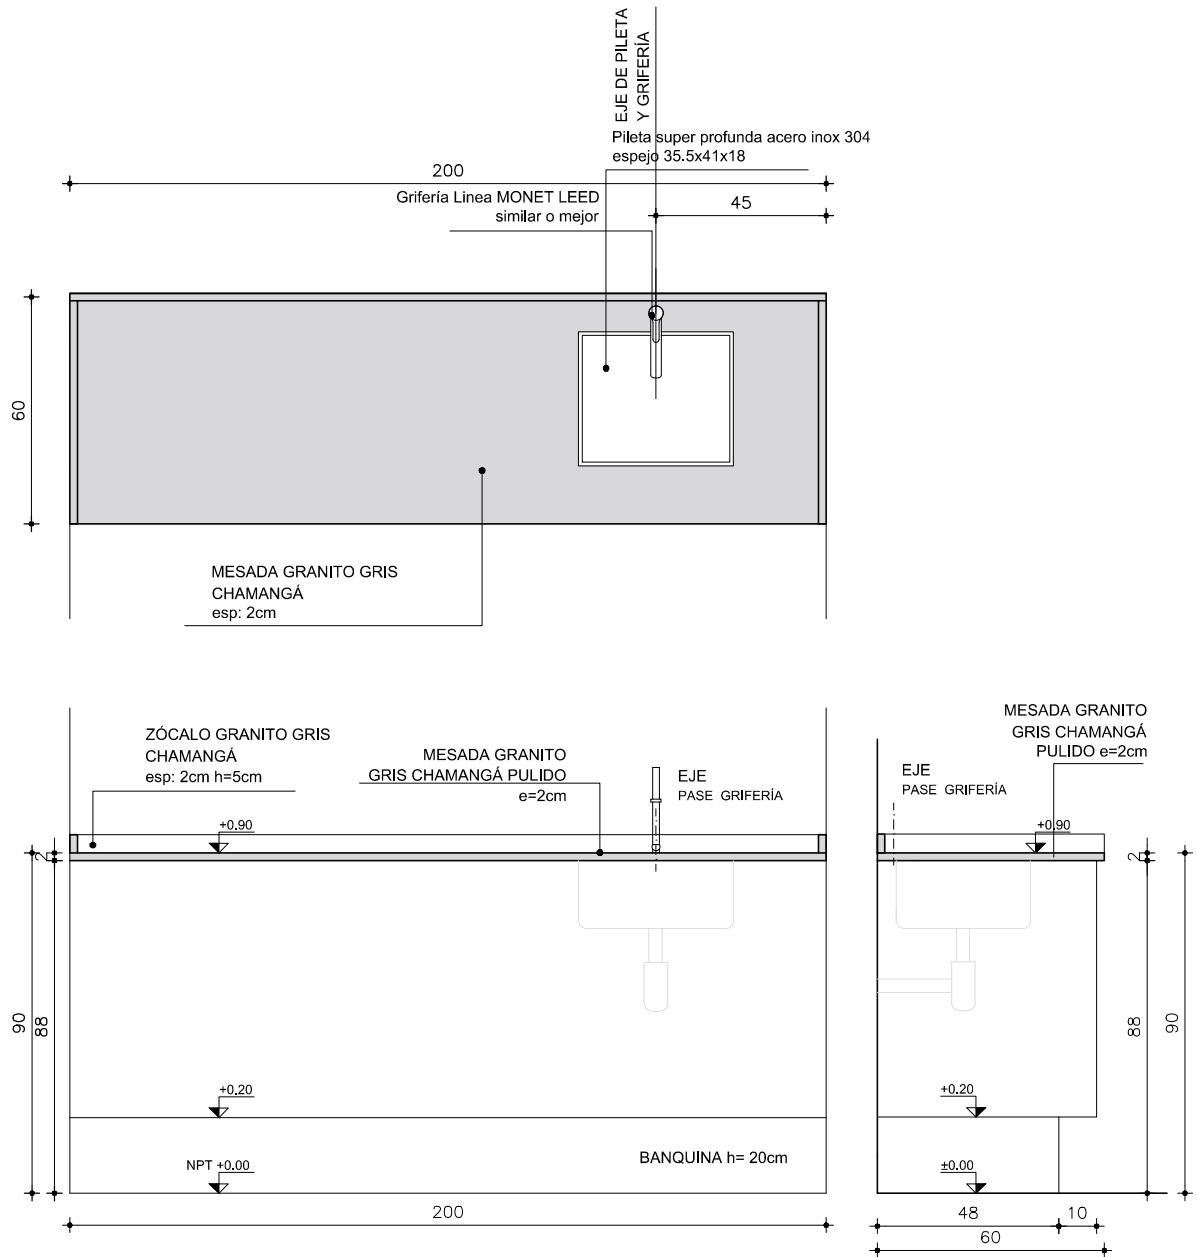 EJE DE PILETA
Y GRIFERÍA
Pileta super profunda acero inox 304
espejo 35.5x41x18
200
Grifería Linea MONET LEED
similar o mejor
45
60
MESADA GRANITO GRIS
CHAMANGÁ
esp: 2cm
ZÓCALO GRANITO GRIS
CHAMANGÁ
esp: 2cm h=5cm
MESADA GRANITO
GRIS CHAMANGÁ PULIDO
e=2cm
EJE
PASE GRIFERÍA
+0.90
2
90
88
+0.20
NPT +0.00
BANQUINA h= 20cm
200
MESADA GRANITO
GRIS CHAMANGÁ
PULIDO e=2cm
EJE
PASE GRIFERÍA
+0.90
2
88
90
+0.20
±0.00
48
10
60